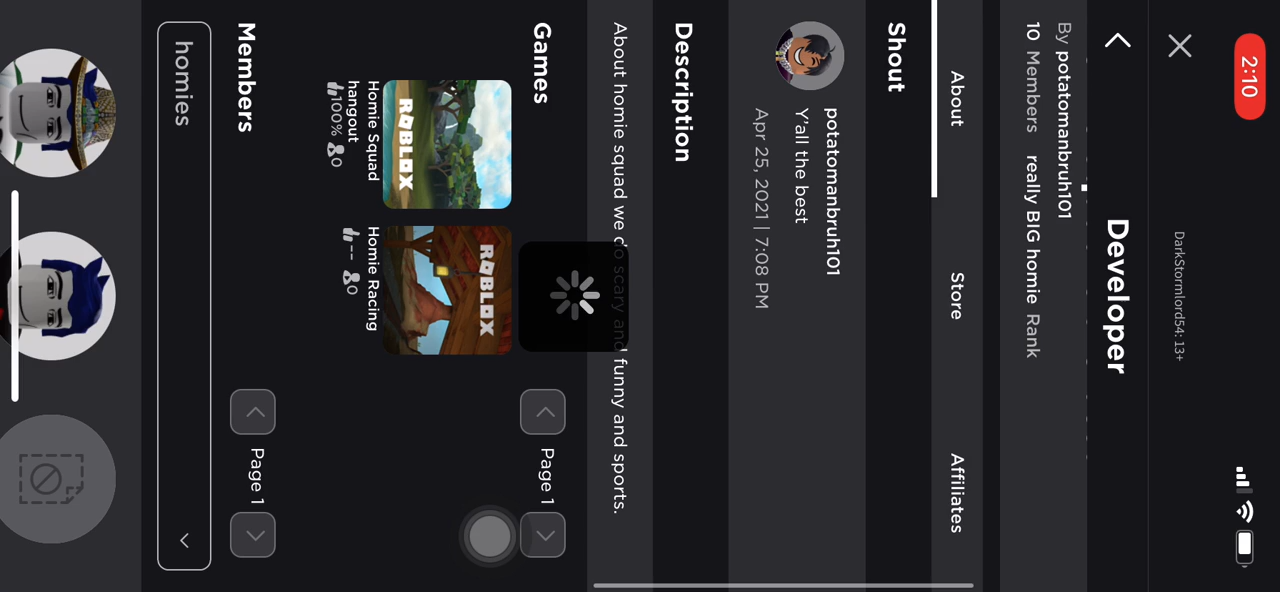 2:10
DarkStormlord54: 13+
Developer
By potatomanbruh101
10 Members really BIG homie Rank
About Store Affiliates
Shout
potatomanbruh101
Y'all the best
Apr 25, 2021 | 7:08 PM
Description
About homie squad we do scary and funny and sports.
Games
Page 1
ROBLOX
ROBLOX
Homie Squad
hangout
100% 0
Homie Racing
-- 0
Members
Page 1
homies